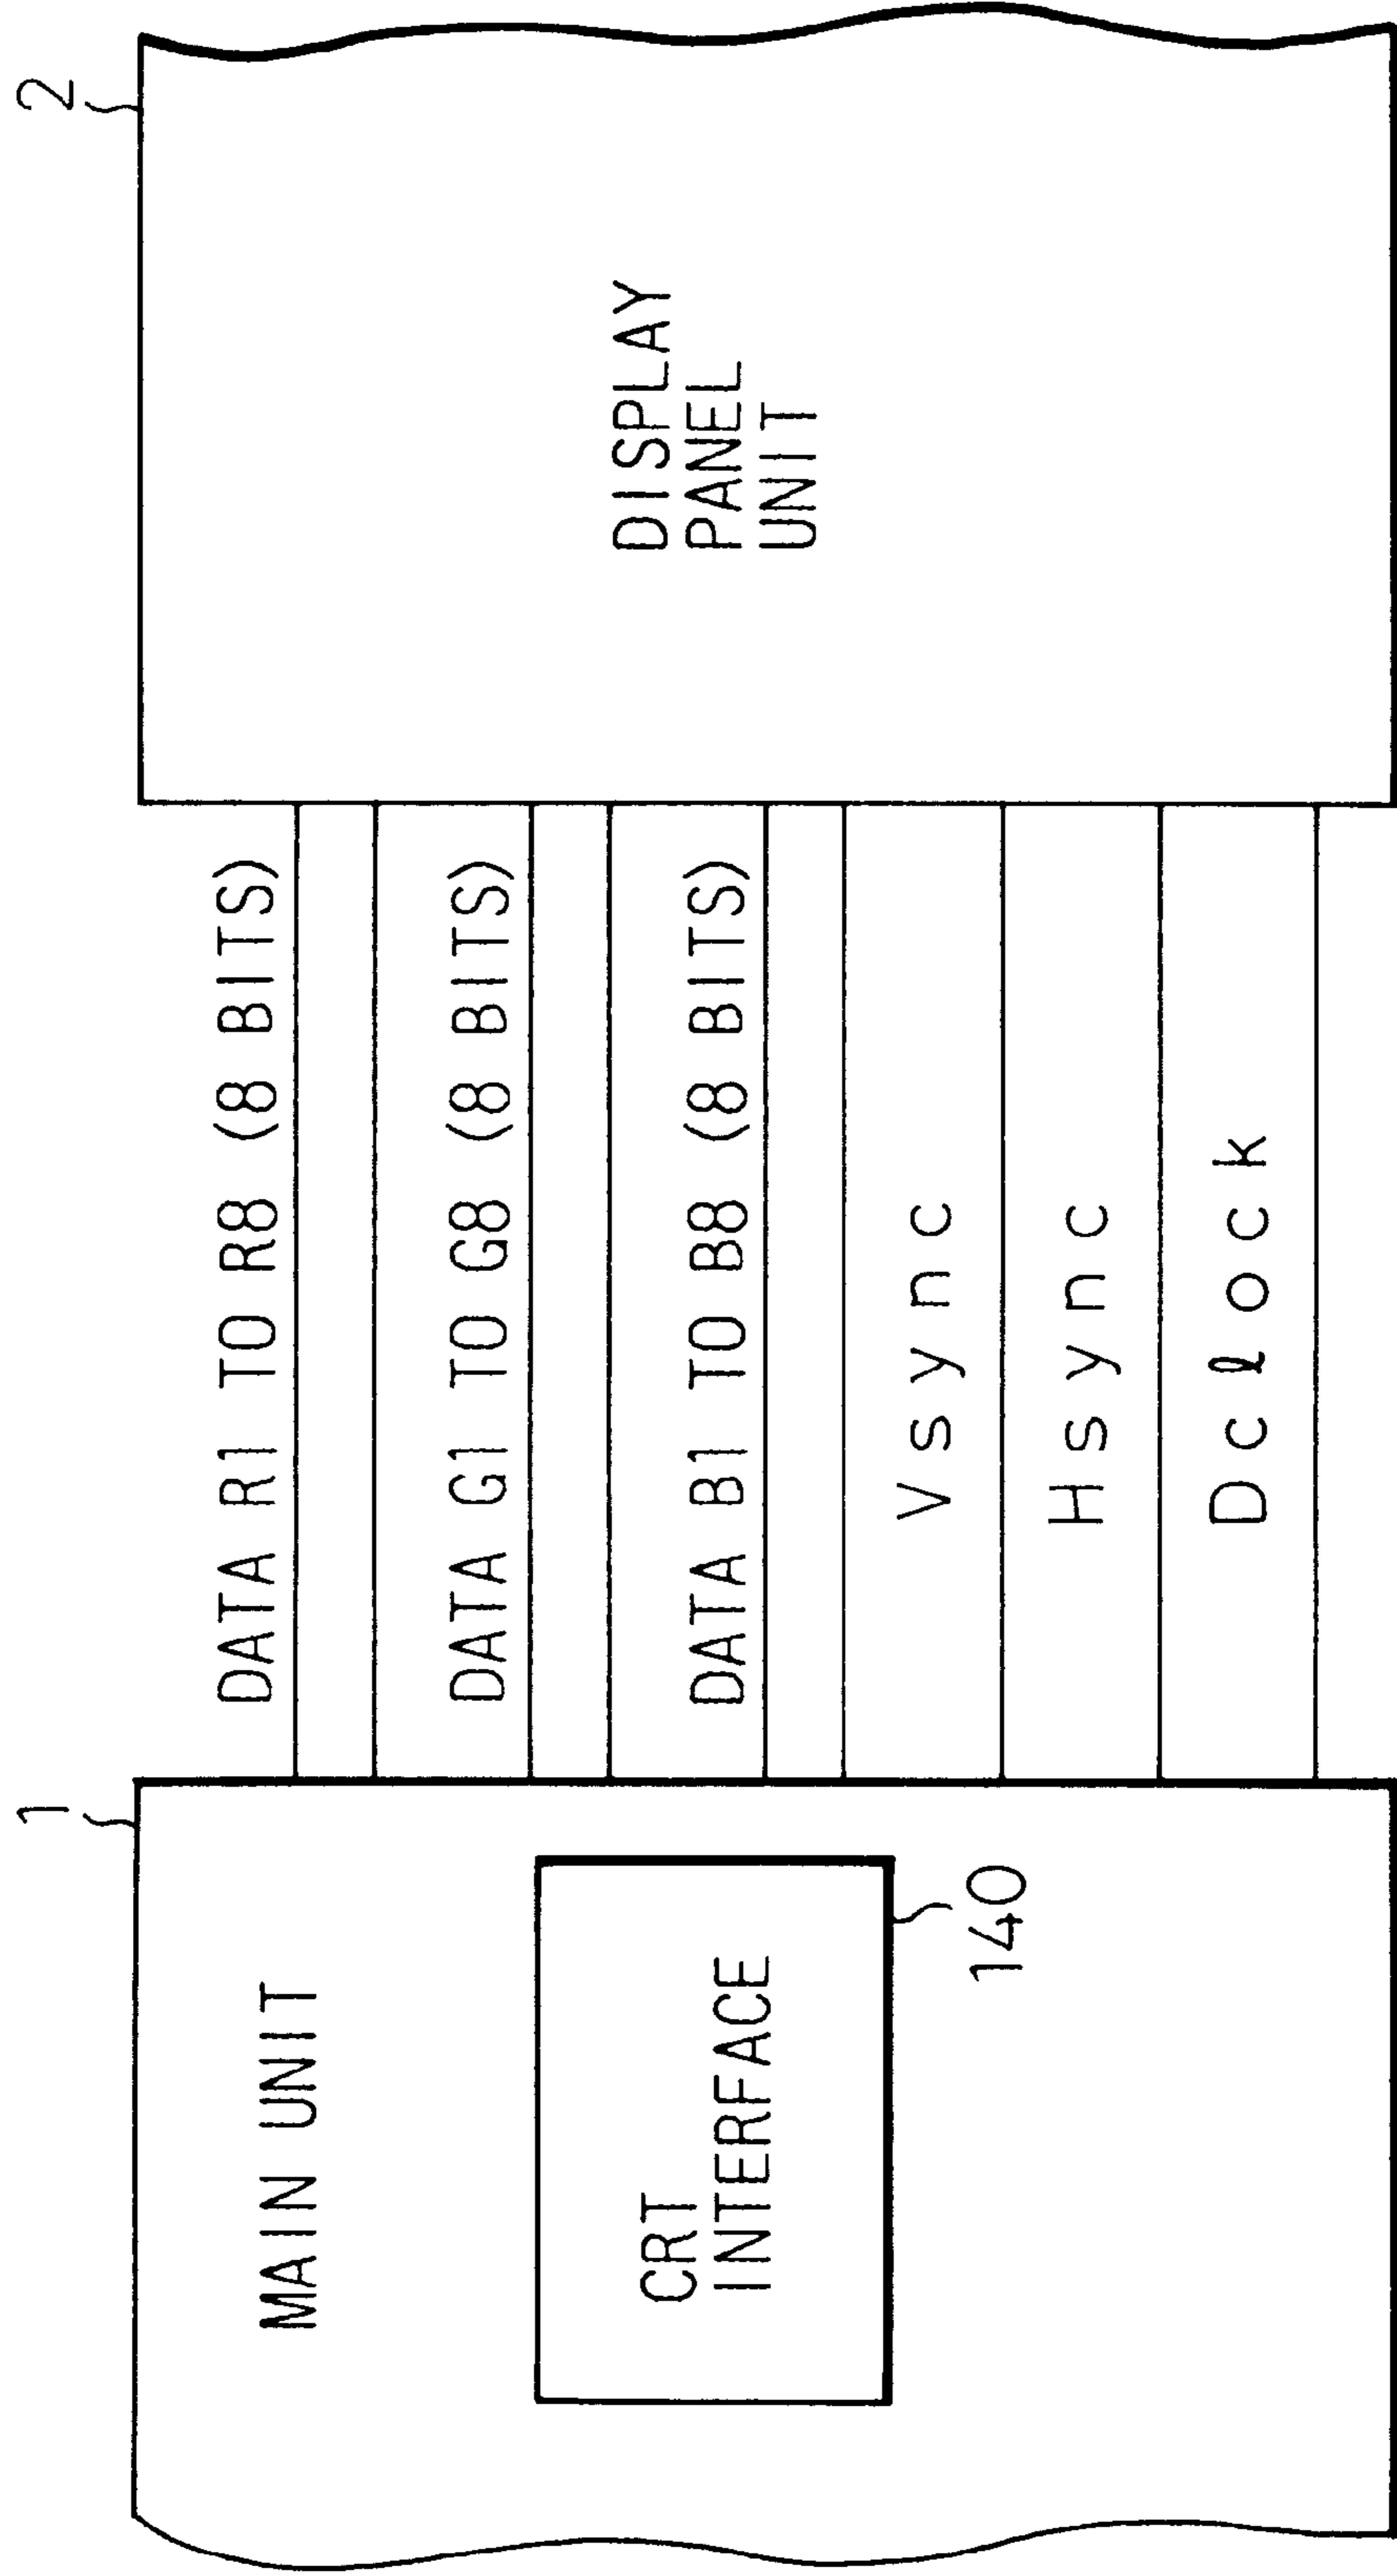 1
MAIN UNIT
CRT
INTERFACE
140
DATA R1 TO R8 (8 BITS)
DATA G1 TO G8 (8 BITS)
DATA B1 TO B8 (8 BITS)
Vsync
Hsync
Dclock
2
DISPLAY
PANEL
UNIT